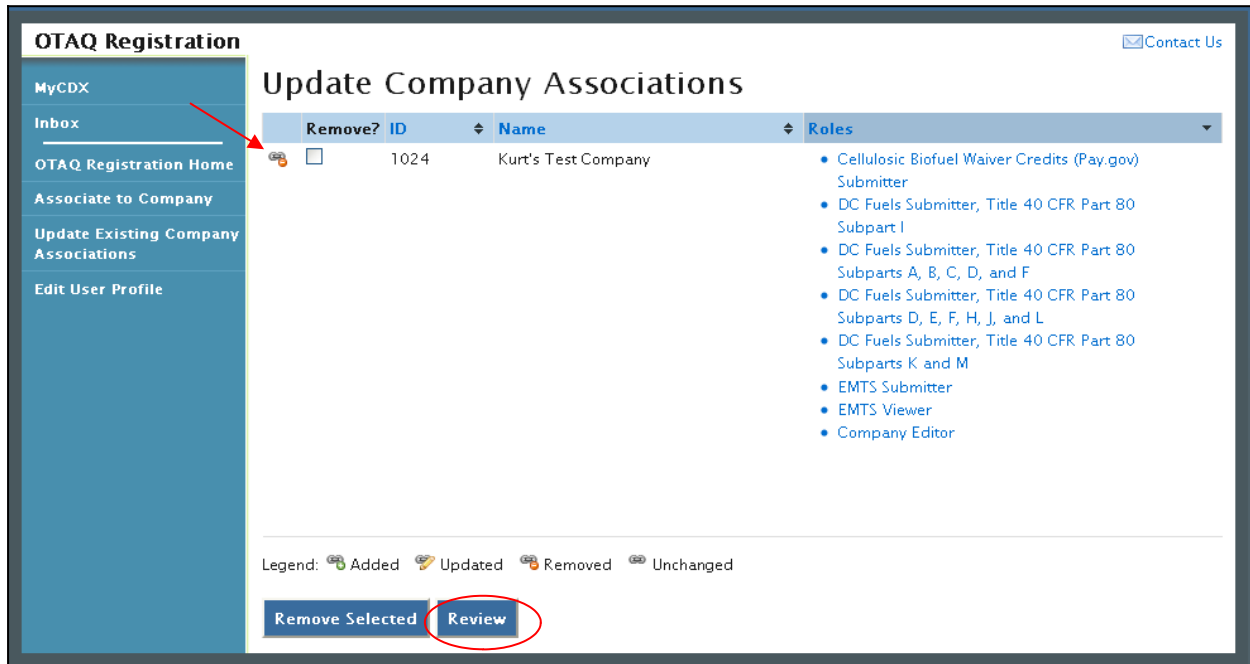 OTAQ Registration
Contact Us
MyCDX
Inbox
OTAQ Registration Home
Associate to Company
Update Existing Company
Associations
Edit User Profile
Update Company Associations
Remove? ID Name Roles
1024 Kurt's Test Company
• Cellulosic Biofuel Waiver Credits (Pay.gov)
Submitter
• DC Fuels Submitter, Title 40 CFR Part 80
Subpart I
• DC Fuels Submitter, Title 40 CFR Part 80
Subparts A, B, C, D, and F
• DC Fuels Submitter, Title 40 CFR Part 80
Subparts D, E, F, H, J, and L
• DC Fuels Submitter, Title 40 CFR Part 80
Subparts K and M
• EMTS Submitter
• EMTS Viewer
• Company Editor
Legend: Added Updated Removed Unchanged
Remove Selected Review